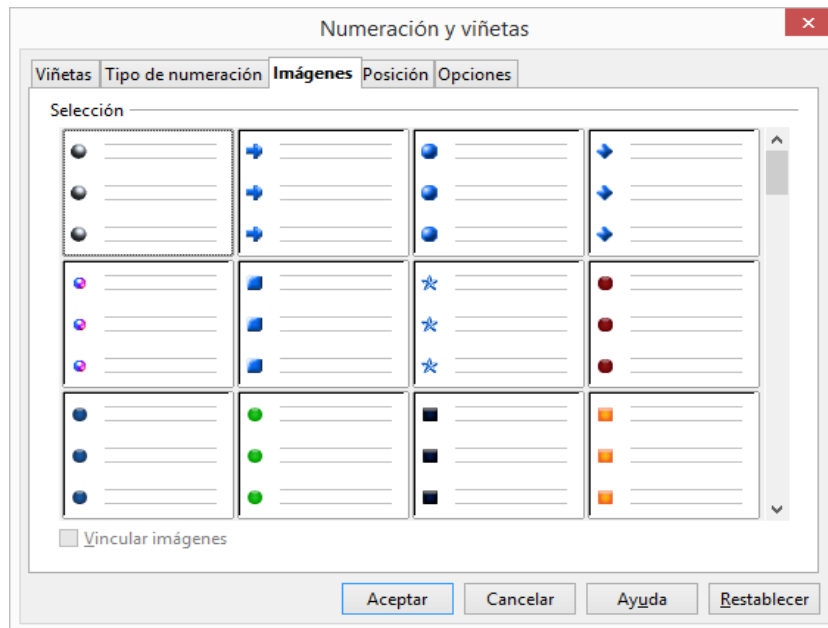 Numeración y viñetas
Viñetas Tipo de numeración Imágenes Posición Opciones
Selección
Vincular imágenes
Aceptar Cancelar Ayuda Restablecer